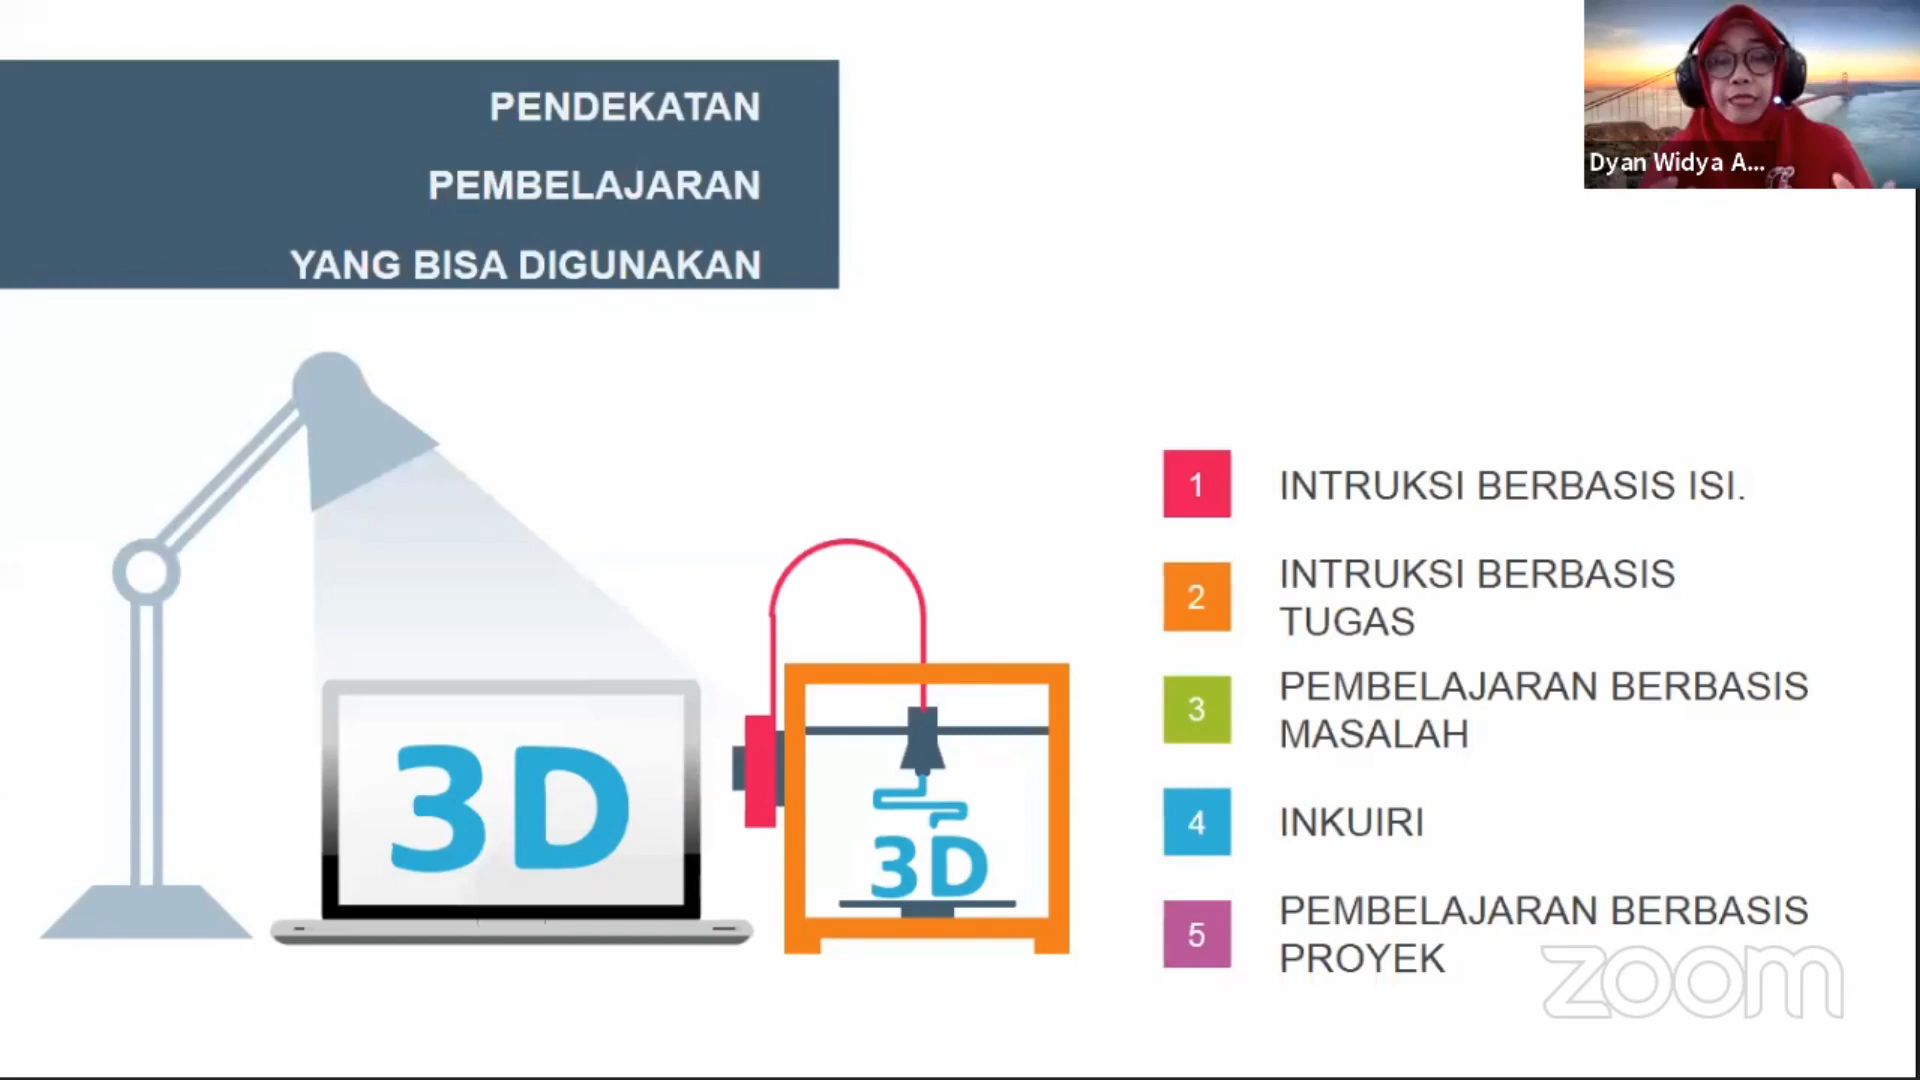 PENDEKATAN
PEMBELAJARAN
YANG BISA DIGUNAKAN
Dyan Widya A...
1 INTRUKSI BERBASIS ISI.
2 INTRUKSI BERBASIS
TUGAS
3 PEMBELAJARAN BERBASIS
MASALAH
4 INKUIRI
5 PEMBELAJARAN BERBASIS
PROYEK
3D
3D
zoom